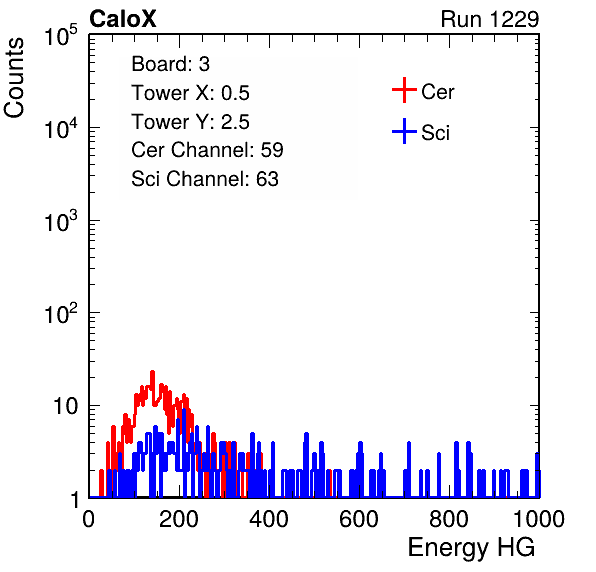 CaloX Run 1229
Counts
10^5
10^4
10^3
10^2
10
1
Board: 3
Tower X: 0.5
Tower Y: 2.5
Cer Channel: 59
Sci Channel: 63
Cer
Sci
0 200 400 600 800 1000
Energy HG